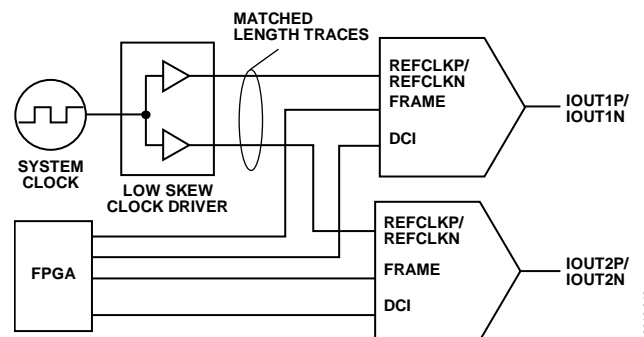 MATCHED
LENGTH TRACES
REFCLKP/
REFCLKN
FRAME
DCI
IOUT1P/
IOUT1N
SYSTEM
CLOCK
LOW SKEW
CLOCK DRIVER
FPGA
REFCLKP/
REFCLKN
FRAME
DCI
IOUT2P/
IOUT2N